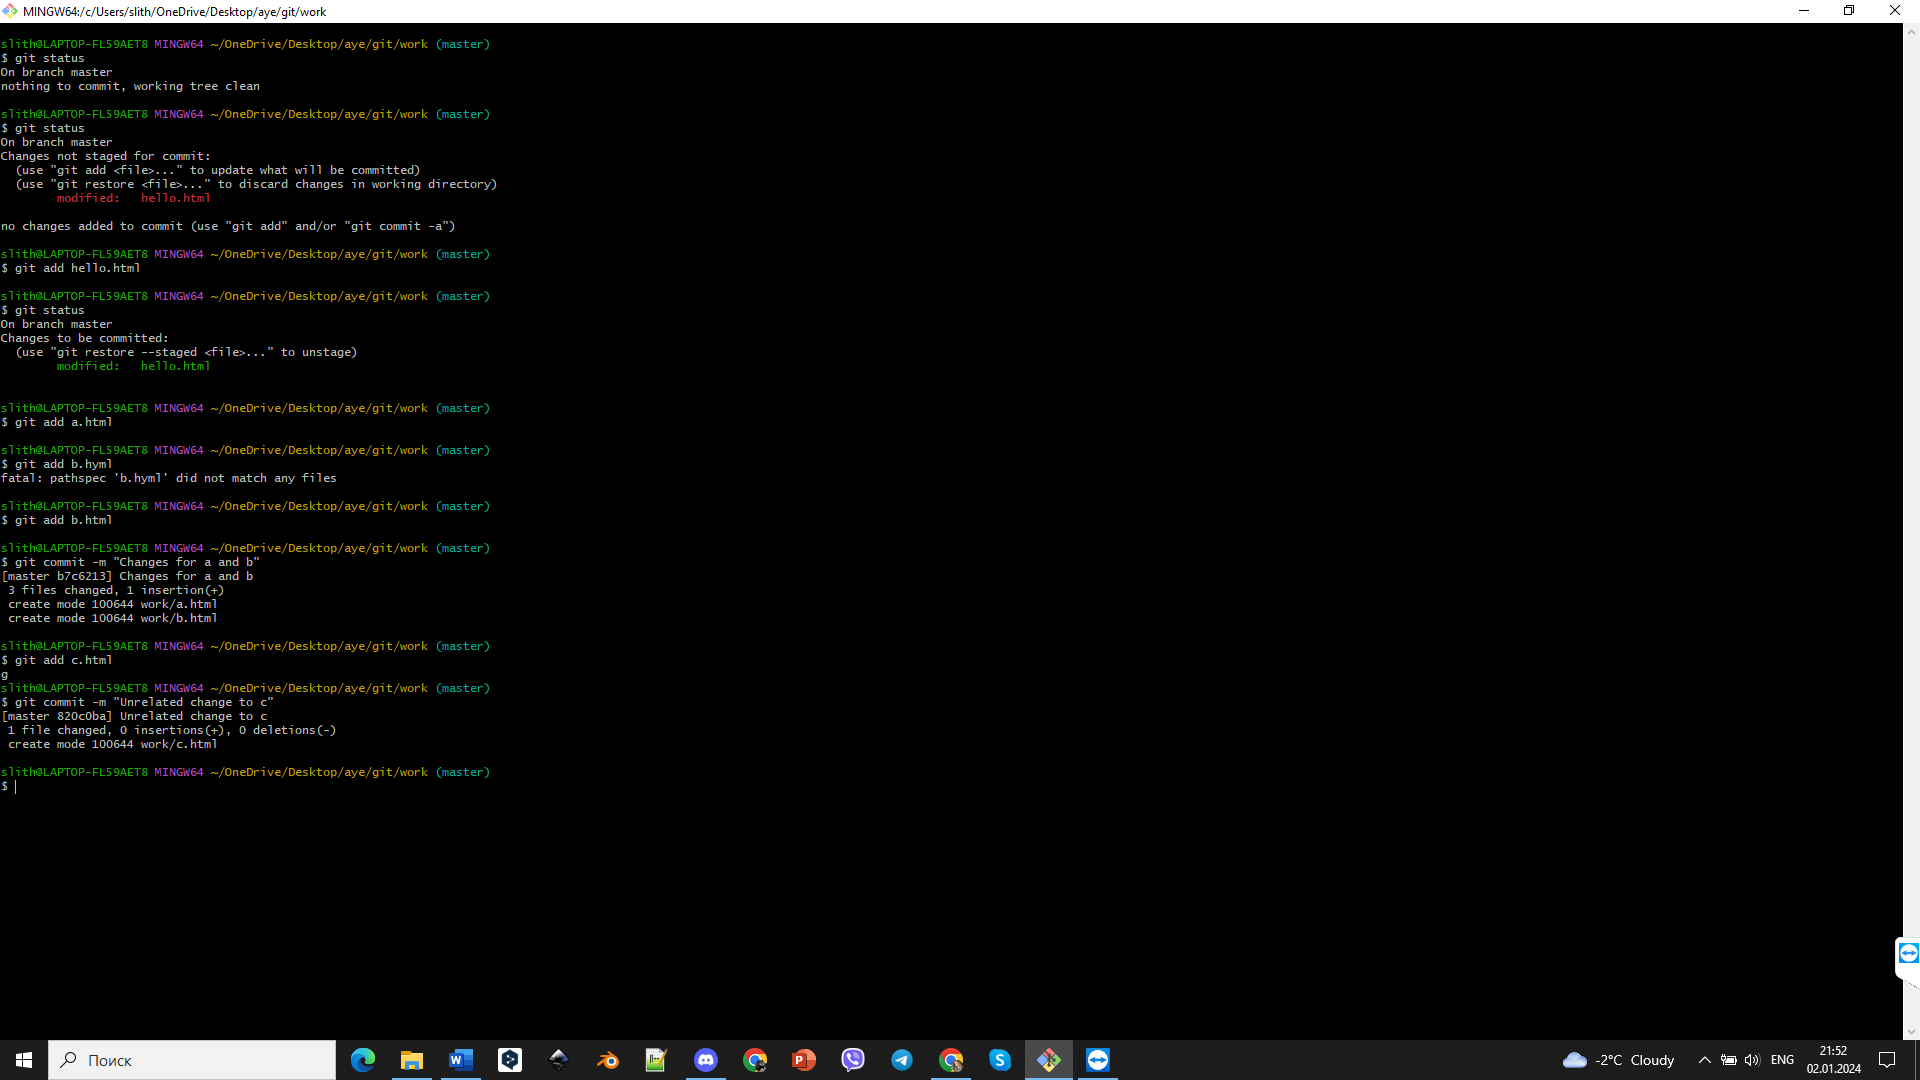 MINGW64:/c/Users/slith/OneDrive/Desktop/aye/git/work
slith@LAPTOP-FL59AET8 MINGW64 ~/OneDrive/Desktop/aye/git/work (master)
$ git status
On branch master
nothing to commit, working tree clean
slith@LAPTOP-FL59AET8 MINGW64 ~/OneDrive/Desktop/aye/git/work (master)
$ git status
On branch master
Changes not staged for commit:
(use "git add <file>..." to update what will be committed)
(use "git restore <file>..." to discard changes in working directory)
modified:   hello.html
no changes added to commit (use "git add" and/or "git commit -a")
slith@LAPTOP-FL59AET8 MINGW64 ~/OneDrive/Desktop/aye/git/work (master)
$ git add hello.html
slith@LAPTOP-FL59AET8 MINGW64 ~/OneDrive/Desktop/aye/git/work (master)
$ git status
On branch master
Changes to be committed:
(use "git restore --staged <file>..." to unstage)
modified:   hello.html
slith@LAPTOP-FL59AET8 MINGW64 ~/OneDrive/Desktop/aye/git/work (master)
$ git add a.html
slith@LAPTOP-FL59AET8 MINGW64 ~/OneDrive/Desktop/aye/git/work (master)
$ git add b.hyml
fatal: pathspec 'b.hyml' did not match any files
slith@LAPTOP-FL59AET8 MINGW64 ~/OneDrive/Desktop/aye/git/work (master)
$ git add b.html
slith@LAPTOP-FL59AET8 MINGW64 ~/OneDrive/Desktop/aye/git/work (master)
$ git commit -m "Changes for a and b"
[master b7c6213] Changes for a and b
3 files changed, 1 insertion(+)
create mode 100644 work/a.html
create mode 100644 work/b.html
slith@LAPTOP-FL59AET8 MINGW64 ~/OneDrive/Desktop/aye/git/work (master)
$ git add c.html
g
slith@LAPTOP-FL59AET8 MINGW64 ~/OneDrive/Desktop/aye/git/work (master)
$ git commit -m "Unrelated change to c"
[master 820c0ba] Unrelated change to c
1 file changed, 0 insertions(+), 0 deletions(-)
create mode 100644 work/c.html
slith@LAPTOP-FL59AET8 MINGW64 ~/OneDrive/Desktop/aye/git/work (master)
$
Поиск
-2°C Cloudy
ENG
21:52
02.01.2024